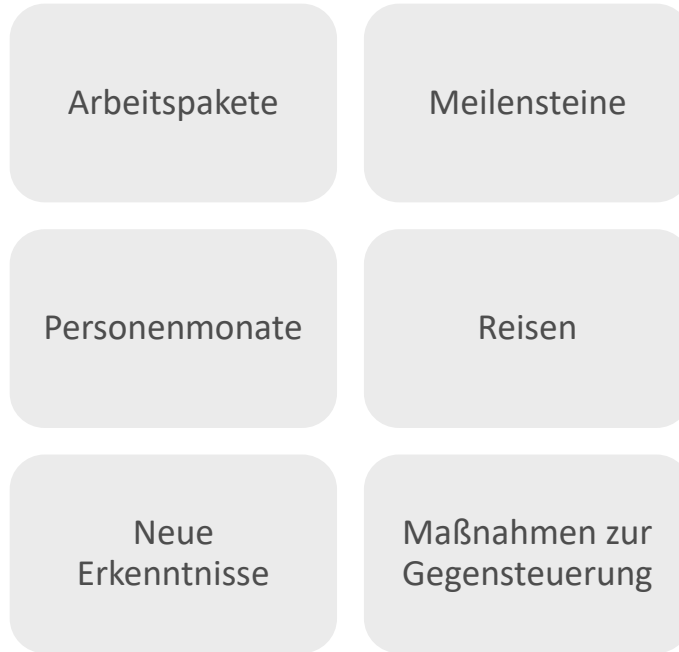 Arbeitspakete
Meilensteine
Personenmonate
Reisen
Neue
Erkenntnisse
Maßnahmen zur
Gegensteuerung